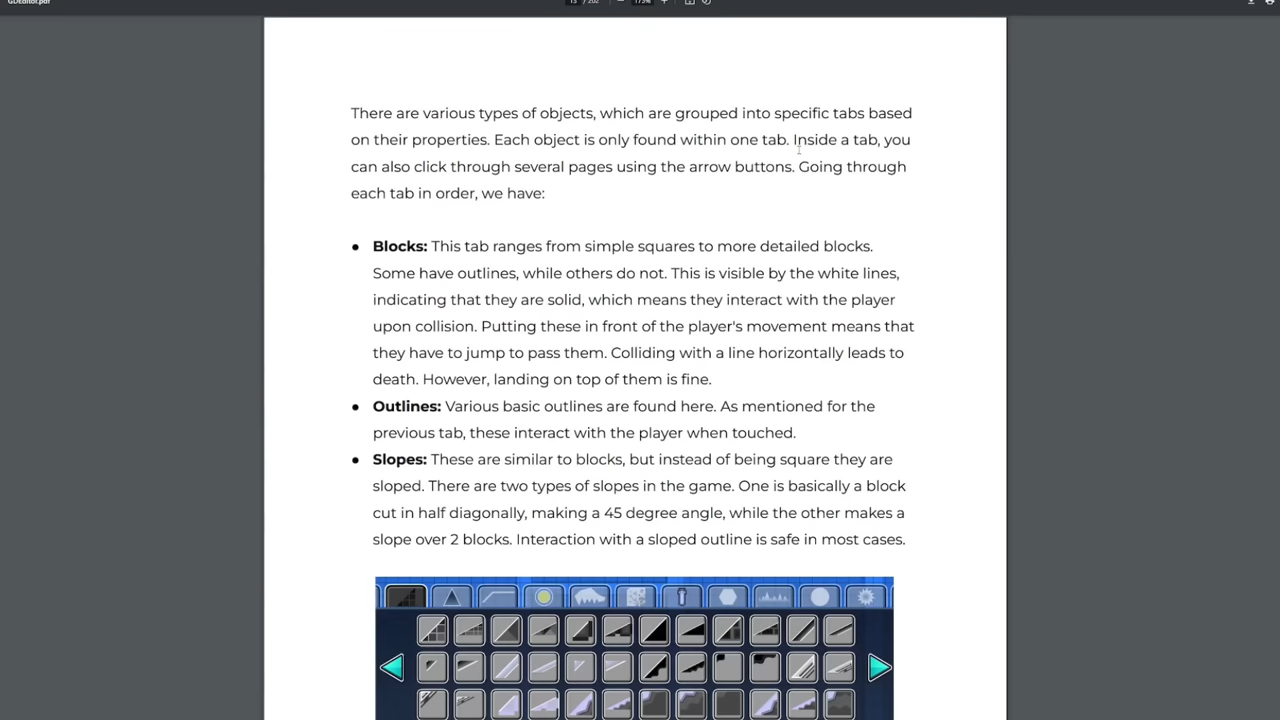 GDEditor.pdf
13 / 202
173%
There are various types of objects, which are grouped into specific tabs based
on their properties. Each object is only found within one tab. Inside a tab, you
can also click through several pages using the arrow buttons. Going through
each tab in order, we have:
● Blocks: This tab ranges from simple squares to more detailed blocks.
Some have outlines, while others do not. This is visible by the white lines,
indicating that they are solid, which means they interact with the player
upon collision. Putting these in front of the player's movement means that
they have to jump to pass them. Colliding with a line horizontally leads to
death. However, landing on top of them is fine.
● Outlines: Various basic outlines are found here. As mentioned for the
previous tab, these interact with the player when touched.
● Slopes: These are similar to blocks, but instead of being square they are
sloped. There are two types of slopes in the game. One is basically a block
cut in half diagonally, making a 45 degree angle, while the other makes a
slope over 2 blocks. Interaction with a sloped outline is safe in most cases.